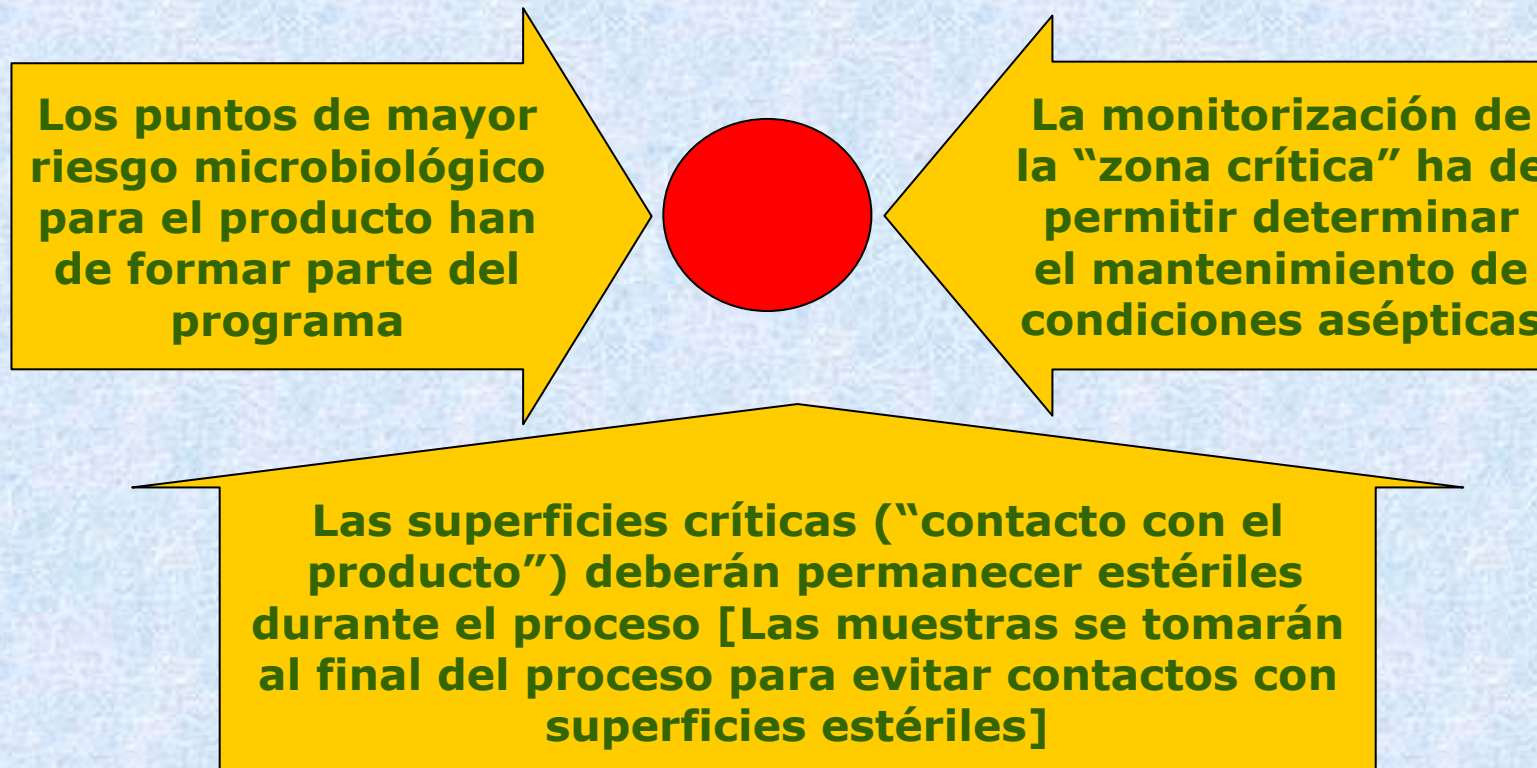 Los puntos de mayor
riesgo microbiológico
para el producto han
de formar parte del
programa
La monitorización de
la “zona crítica” ha de
permitir determinar
el mantenimiento de
condiciones asépticas
Las superficies críticas (“contacto con el
producto”) deberán permanecer estériles
durante el proceso [Las muestras se tomarán
al final del proceso para evitar contactos con
superficies estériles]